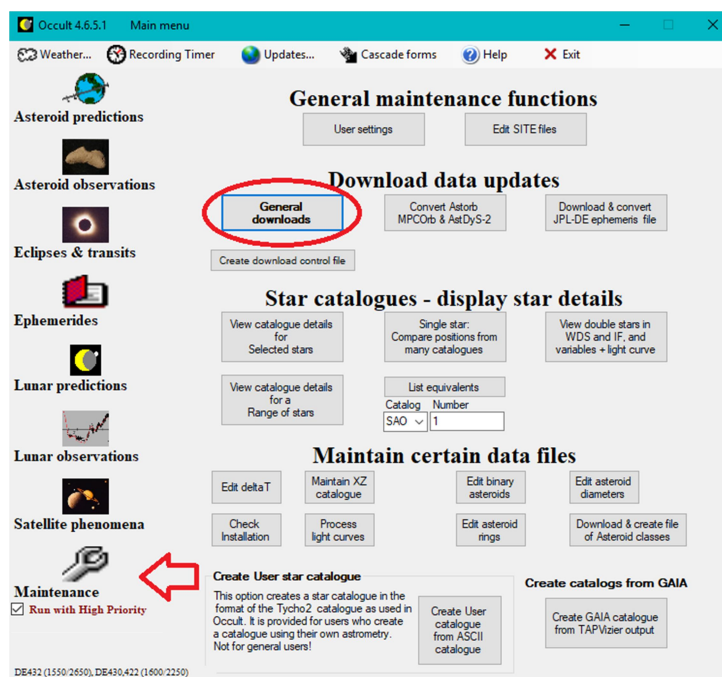 Occult 4.6.5.1 Main menu
Weather... Recording Timer Updates... Cascade forms Help Exit
Asteroid predictions
Asteroid observations
Eclipses & transits
Ephemerides
Lunar predictions
Lunar observations
Satellite phenomena
Maintenance
Run with High Priority
DE432 (1550/2650), DE430,422 (1600/2250)
General maintenance functions
User settings
Edit SITE files
Download data updates
General
downloads
Convert Astorb
MPCOrb & AstDyS-2
Download & convert
JPL-DE ephemeris file
Create download control file
Star catalogues - display star details
View catalogue details
for
Selected stars
Single star:
Compare positions from
many catalogues
View double stars in
WDS and IF, and
variables + light curve
View catalogue details
for a
Range of stars
List equivalents
Catalog Number
SAO 1
Maintain certain data files
Edit deltaT
Maintain XZ
catalogue
Edit binary
asteroids
Edit asteroid
diameters
Check
Installation
Process
light curves
Edit asteroid
rings
Download & create file
of Asteroid classes
Create User star catalogue
This option creates a star catalogue in the
format of the Tycho2 catalogue as used in
Occult. It is provided for users who create
a catalogue using their own astrometry.
Not for general users!
Create User
catalogue
from ASCII
catalogue
Create catalogs from GAIA
Create GAIA catalogue
from TAPVizier output